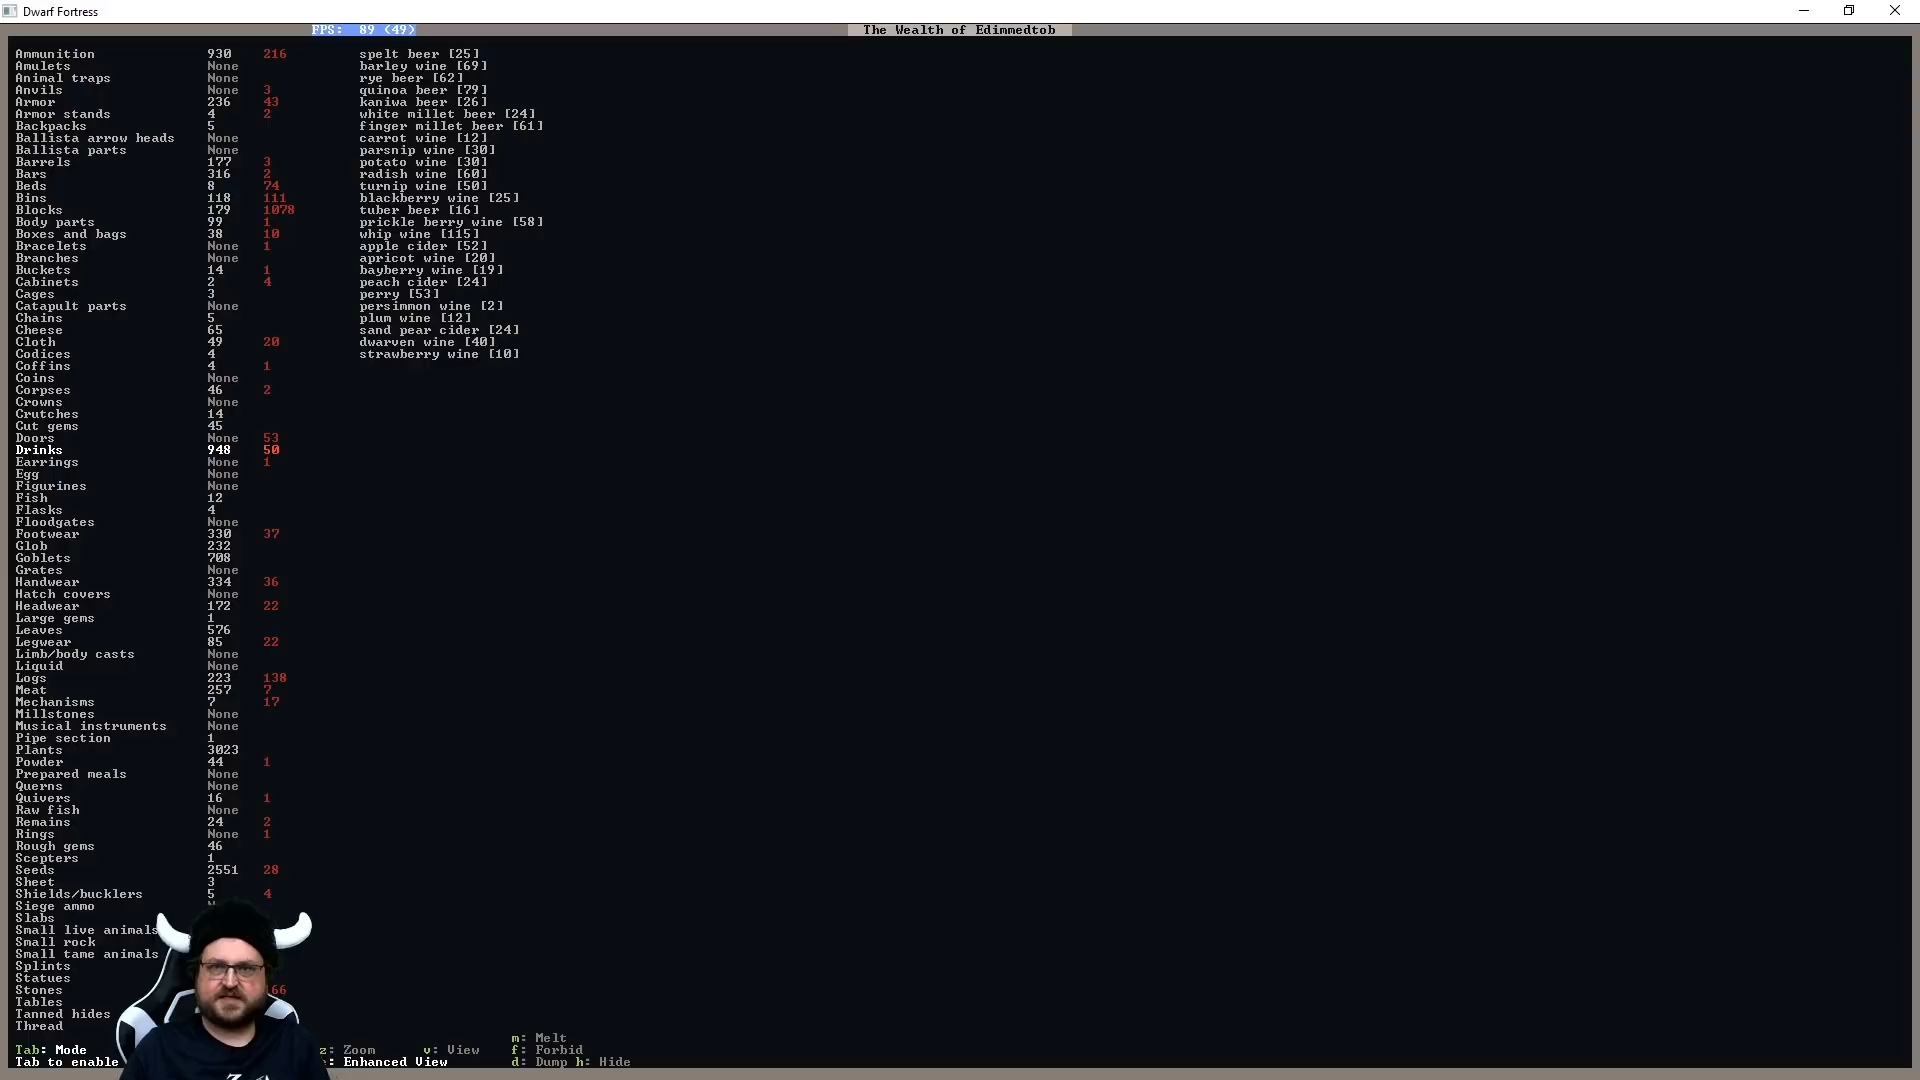 Dwarf Fortress
FPS: 89 (49)
The Wealth of Edimmedtob
Ammunition 930 216
Amulets None
Animal traps None
Anvils None 3
Armor 236 43
Armor stands 4 2
Backpacks 5
Ballista arrow heads None
Ballista parts None
Barrels 177 3
Bars 316 2
Beds 8 74
Bins 118 111
Blocks 179 1078
Body parts 99 1
Boxes and bags 38 10
Bracelets None 1
Branches None
Buckets 14 1
Cabinets 2 4
Cages 3
Catapult parts None
Chains 5
Cheese 65
Cloth 49 20
Codices 4
Coffins 4 1
Coins None
Corpses 46 2
Crowns None
Crutches 14
Cut gems 45
Doors None 53
Drinks 948 50
Earrings None 1
Egg None
Figurines None
Fish 12
Flasks 4
Floodgates None
Footwear 330 37
Glob 232
Goblets 708
Grates None
Handwear 334 36
Hatch covers None
Headwear 172 22
Large gems 1
Leaves 576
Legwear 85 22
Limb/body casts None
Liquid None
Logs 223 138
Meat 257 7
Mechanisms 7 17
Millstones None
Musical instruments None
Pipe section 1
Plants 3023
Powder 44 1
Prepared meals None
Querns None
Quivers 16 1
Raw fish None
Remains 24 2
Rings None 1
Rough gems 46
Scepters 1
Seeds 2551 28
Sheet 3
Shields/bucklers 5 4
Siege ammo
Slabs
Small live animals
Small rock
Small tame animals
Splints
Statues
Stones 66
Tables
Tanned hides
Thread
spelt beer [25]
barley wine [69]
rye beer [62]
quinoa beer [79]
kaniwa beer [26]
white millet beer [24]
finger millet beer [61]
carrot wine [12]
parsnip wine [30]
potato wine [30]
radish wine [60]
turnip wine [50]
blackberry wine [25]
tuber beer [16]
prickle berry wine [58]
whip wine [115]
apple cider [52]
apricot wine [20]
bayberry wine [19]
peach cider [24]
perry [53]
persimmon wine [2]
plum wine [12]
sand pear cider [24]
dwarven wine [40]
strawberry wine [10]
m: Melt
Tab: Mode z: Zoom v: View f: Forbid
Tab to enable : Enhanced View d: Dump h: Hide